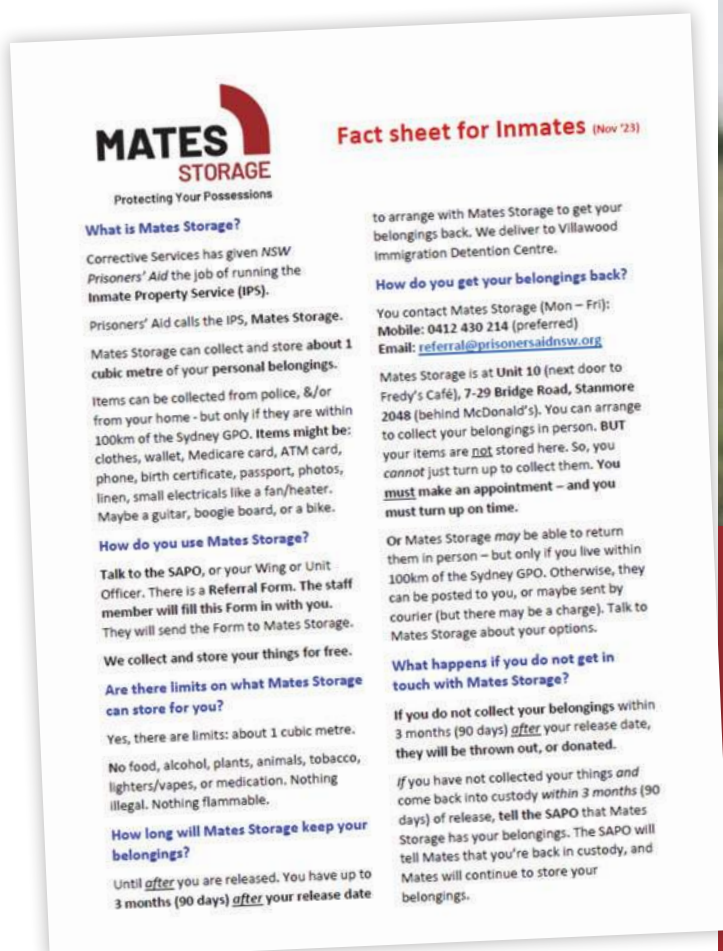 MATES
STORAGE
Protecting Your Possessions
Fact sheet for Inmates (Nov '23)
What is Mates Storage?
Corrective Services has given NSW
Prisoners' Aid the job of running the
Inmate Property Service (IPS).
Prisoners' Aid calls the IPS, Mates Storage.
Mates Storage can collect and store about 1
cubic metre of your personal belongings.
Items can be collected from police, &/or
from your home - but only if they are within
100km of the Sydney GPO. Items might be:
clothes, wallet, Medicare card, ATM card,
phone, birth certificate, passport, photos,
linen, small electricals like a fan/heater.
Maybe a guitar, boogie board, or a bike.
How do you use Mates Storage?
Talk to the SAPO, or your Wing or Unit
Officer. There is a Referral Form. The staff
member will fill this Form in with you.
They will send the Form to Mates Storage.
We collect and store your things for free.
Are there limits on what Mates Storage
can store for you?
Yes, there are limits: about 1 cubic metre.
No food, alcohol, plants, animals, tobacco,
lighters/vapes, or medication. Nothing
illegal. Nothing flammable.
How long will Mates Storage keep your
belongings?
Until after you are released. You have up to
3 months (90 days) after your release date
to arrange with Mates Storage to get your
belongings back. We deliver to Villawood
Immigration Detention Centre.
How do you get your belongings back?
You contact Mates Storage (Mon – Fri):
Mobile: 0412 430 214 (preferred)
Email: referral@prisonersaidnsw.org
Mates Storage is at Unit 10 (next door to
Fredy's Café), 7-29 Bridge Road, Stanmore
2048 (behind McDonald's). You can arrange
to collect your belongings in person. BUT
your items are not stored here. So, you
cannot just turn up to collect them. You
must make an appointment – and you
must turn up on time.
Or Mates Storage may be able to return
them in person – but only if you live within
100km of the Sydney GPO. Otherwise, they
can be posted to you, or maybe sent by
courier (but there may be a charge). Talk to
Mates Storage about your options.
What happens if you do not get in
touch with Mates Storage?
If you do not collect your belongings within
3 months (90 days) after your release date,
they will be thrown out, or donated.
If you have not collected your things and
come back into custody within 3 months (90
days) of release, tell the SAPO that Mates
Storage has your belongings. The SAPO will
tell Mates that you're back in custody, and
Mates will continue to store your
belongings.